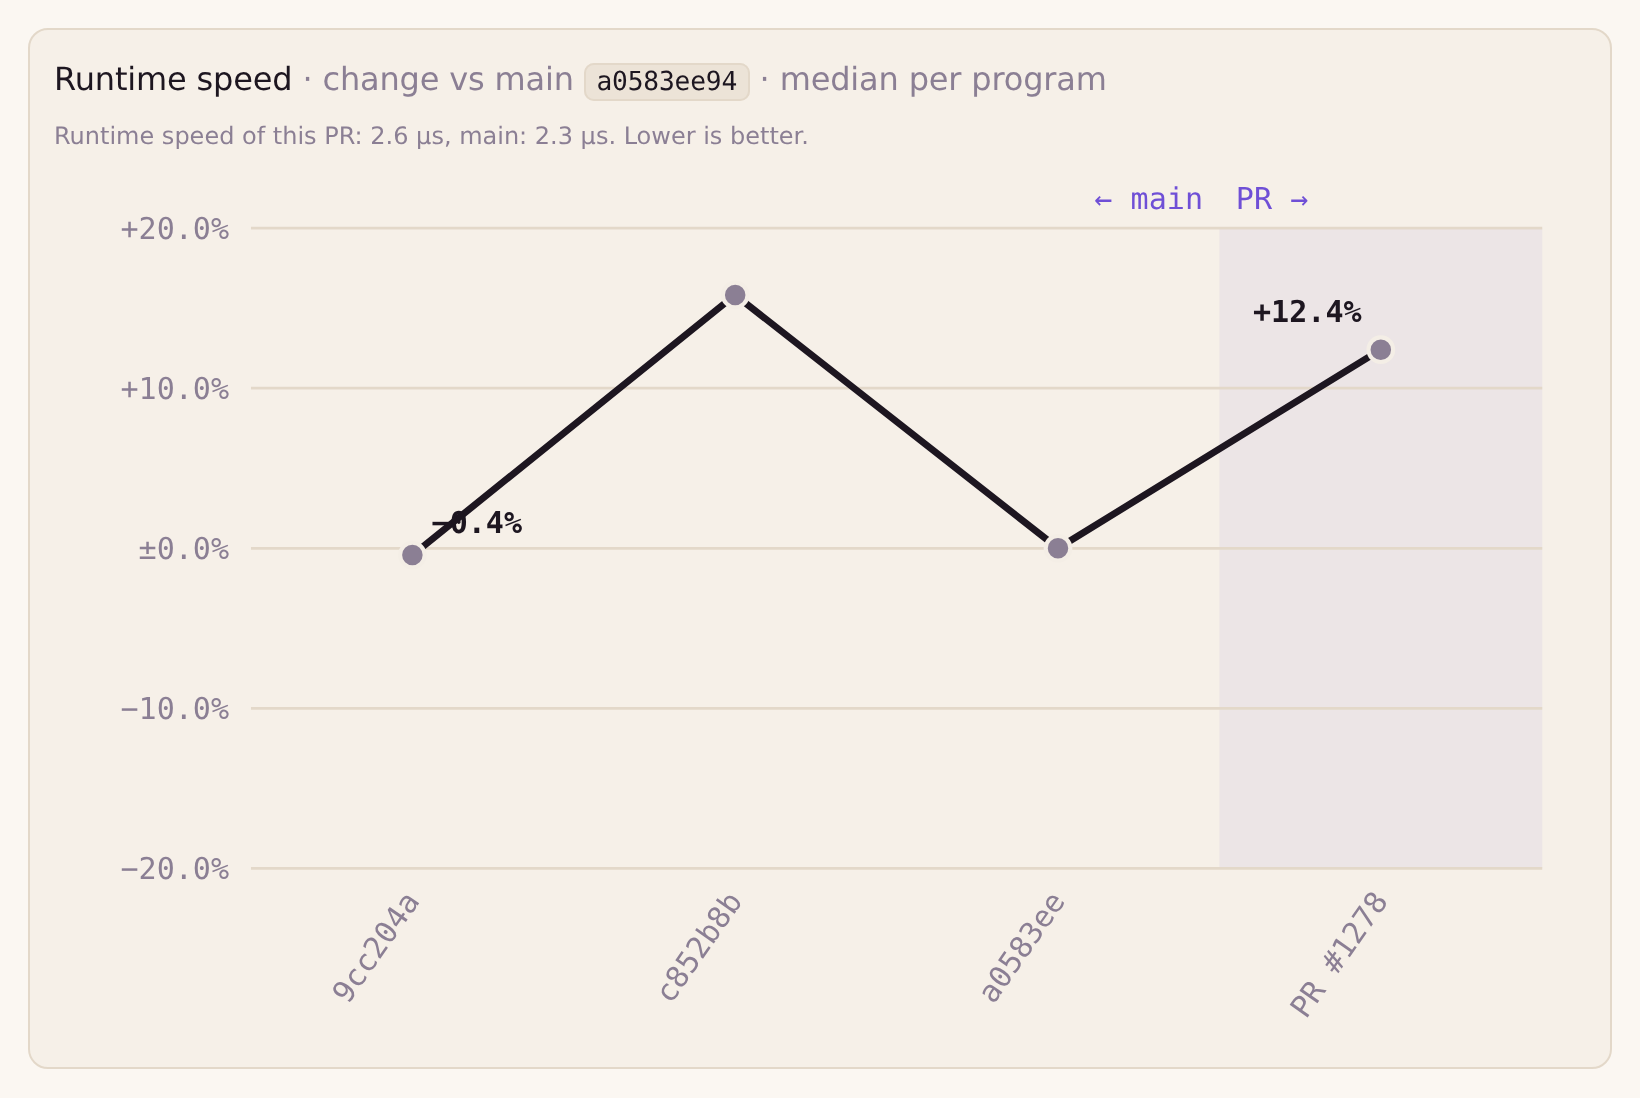 Runtime speed · change vs main a0583ee94 · median per program
Runtime speed of this PR: 2.6 µs, main: 2.3 µs. Lower is better.
← main PR →
+20.0%
+12.4%
+10.0%
−0.4%
±0.0%
−10.0%
−20.0%
9cc204a
c852b8b
a0583ee
PR #1278